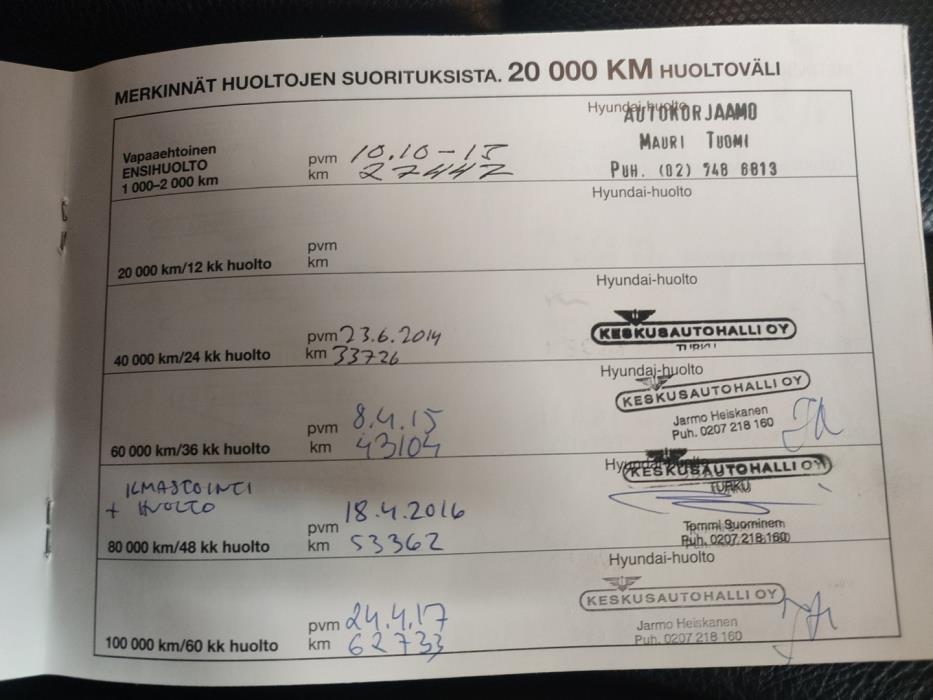 MERKINNÄT HUOLTOJEN SUORITUKSISTA. 20 000 KM HUOLTOVÄLI
Hyundai-huolto
AUTOKORJAAMO
MAURI TUOMI
PUH. (02) 748 6813
Vapaaehtoinen
ENSIHUOLTO
1 000–2 000 km
pvm 10.10-15
km 27447
Hyundai-huolto
20 000 km/12 kk huolto
pvm
km
Hyundai-huolto
KESKUSAUTOHALLI OY
TURKU
40 000 km/24 kk huolto
pvm 23.6.2014
km 33726
Hyundai-huolto
KESKUSAUTOHALLI OY
Jarmo Heiskanen
Puh. 0207 218 160
60 000 km/36 kk huolto
pvm 8.4.15
km 43104
Hyundai-huolto
KESKUSAUTOHALLI OY
TURKU
Tommi Suominen
Puh. 0207 218 160
ILMASTOINTI
+ HUOLTO
80 000 km/48 kk huolto
pvm 18.4.2016
km 53362
Hyundai-huolto
KESKUSAUTOHALLI OY
Jarmo Heiskanen
Puh. 0207 218 160
100 000 km/60 kk huolto
pvm 24.4.17
km 62733